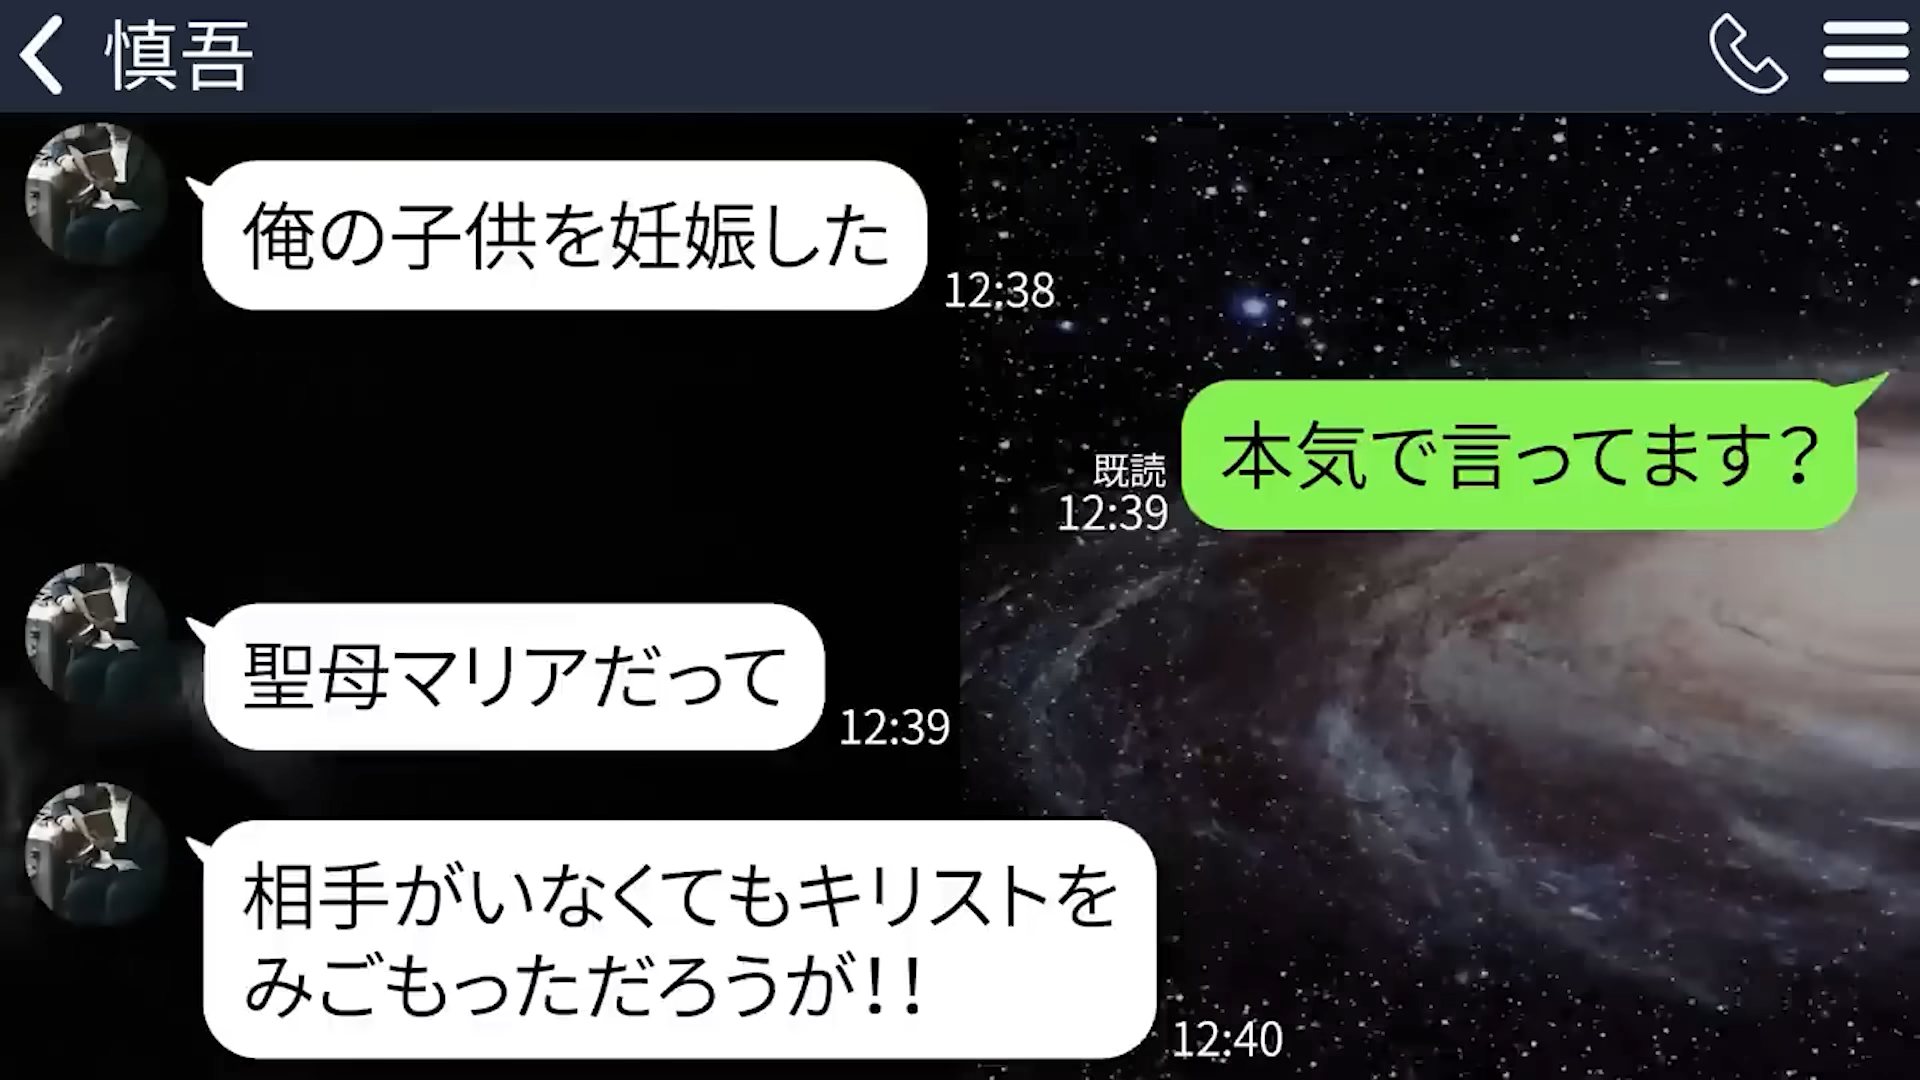 慎吾
俺の子供を妊娠した
12:38
本気で言ってます？
既読
12:39
聖母マリアだって
12:39
相手がいなくてもキリストを
みごもっただろうが！！
12:40